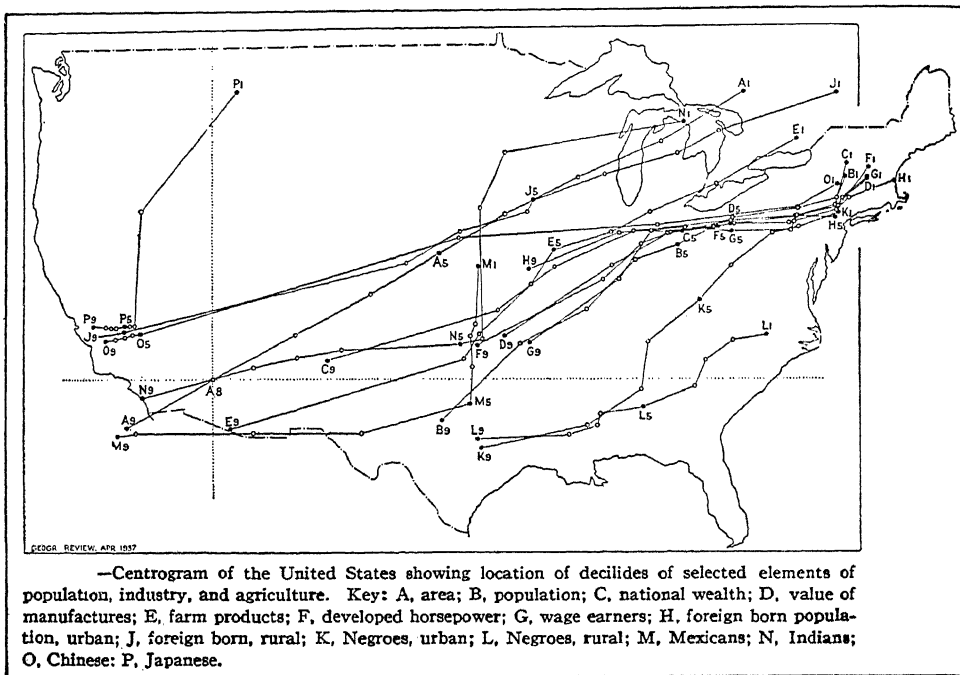 P1
A1
J1
N1
E1
C1
F1
B1
G1
O1
D1
H1
J5
D5
K1
H5
E5
C5
F5
G5
A5
H9
B5
M1
P9
P5
K5
J9
O9
O5
N5
F9
D9
G9
L1
C9
N9
A8
M5
L5
A9
E9
B9
M9
L9
K9
GEOGR. REVIEW, APR 1937
—Centrogram of the United States showing location of decilides of selected elements of
population, industry, and agriculture. Key: A, area; B, population; C, national wealth; D, value of
manufactures; E, farm products; F, developed horsepower; G, wage earners; H, foreign born popula-
tion, urban; J, foreign born, rural; K, Negroes, urban; L, Negroes, rural; M, Mexicans; N, Indians;
O, Chinese: P, Japanese.